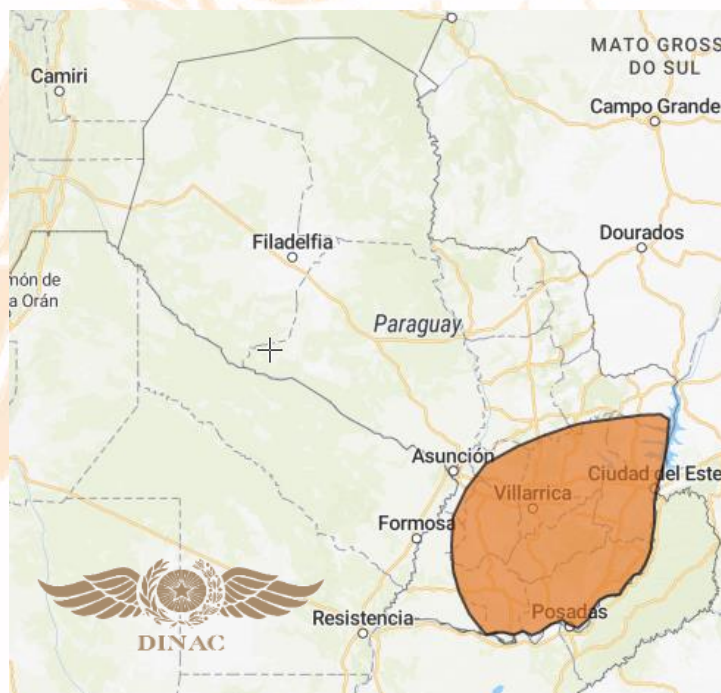 MATO GROSS
DO SUL
Camiri
Campo Grande
Dourados
Filadelfia
món de
a Orán
Paraguay
Asunción
Ciudad del Este
Villarrica
Formosa
Posadas
Resistencia
DINAC